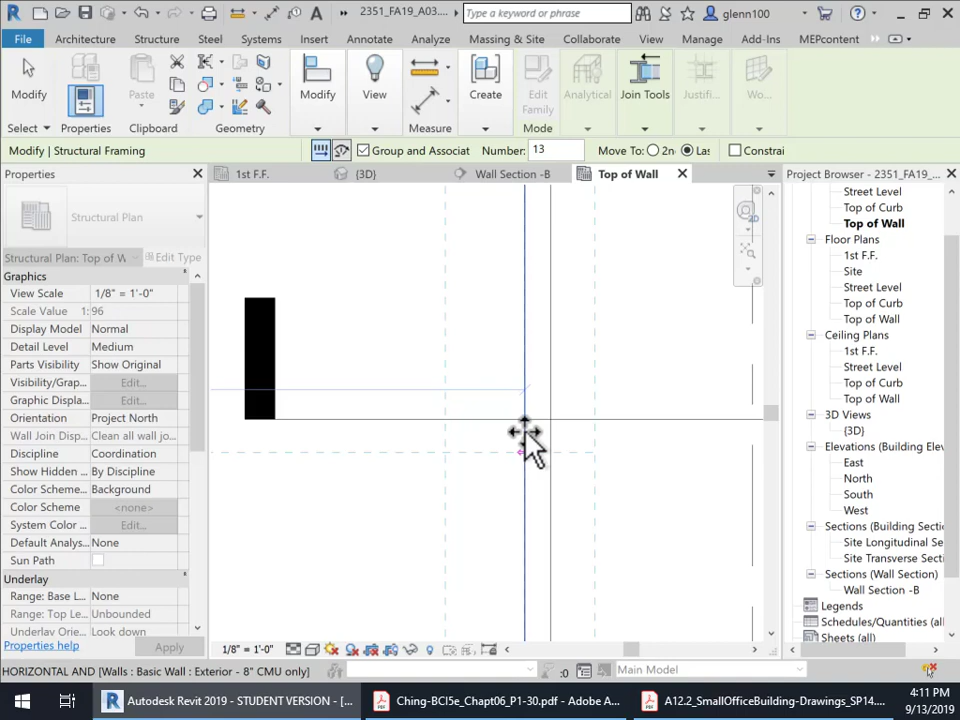 2351_FA19_A03....
Type a keyword or phrase
glenn100
File
Architecture
Structure
Steel
Systems
Insert
Annotate
Analyze
Massing & Site
Collaborate
View
Manage
Add-Ins
MEPcontent
Modify
Paste
Modify
View
Create
Edit
Family
Analytical
Join Tools
Justifi...
Wo...
Select
Properties
Clipboard
Geometry
Measure
Mode
Modify | Structural Framing
Group and Associat
Number: 13
Move To:
2n
Las
Constrai
Properties
1st F.F.
{3D}
Wall Section -B
Top of Wall
Project Browser - 2351_FA19_...
Structural Plan
Structural Plan: Top of W
Edit Type
Graphics
View Scale 1/8" = 1'-0"
Scale Value 1: 96
Display Model Normal
Detail Level Medium
Parts Visibility Show Original
Visibility/Grap... Edit...
Graphic Displa... Edit...
Orientation Project North
Wall Join Disp... Clean all wall jo...
Discipline Coordination
Show Hidden ... By Discipline
Color Scheme... Background
Color Scheme <none>
System Color ... Edit...
Default Analys... None
Sun Path
Underlay
Range: Base L... None
Range: Top Le... Unbounded
Underlay Orie... Look down
Properties help
Apply
Street Level
Top of Curb
Top of Wall
Floor Plans
1st F.F.
Site
Street Level
Top of Curb
Top of Wall
Ceiling Plans
1st F.F.
Street Level
Top of Curb
Top of Wall
3D Views
{3D}
Elevations (Building Elev
East
North
South
West
Sections (Building Secti
Site Longitudinal Se
Site Transverse Sect
Sections (Wall Section)
Wall Section -B
Legends
Schedules/Quantities (all
Sheets (all)
1/8" = 1'-0"
HORIZONTAL AND [Walls : Basic Wall : Exterior - 8" CMU only]
:0
Main Model
Autodesk Revit 2019 - STUDENT VERSION - [...
Ching-BCI5e_Chapt06_P1-30.pdf - Adobe A...
A12.2_SmallOfficeBuilding-Drawings_SP14....
4:11 PM
9/13/2019